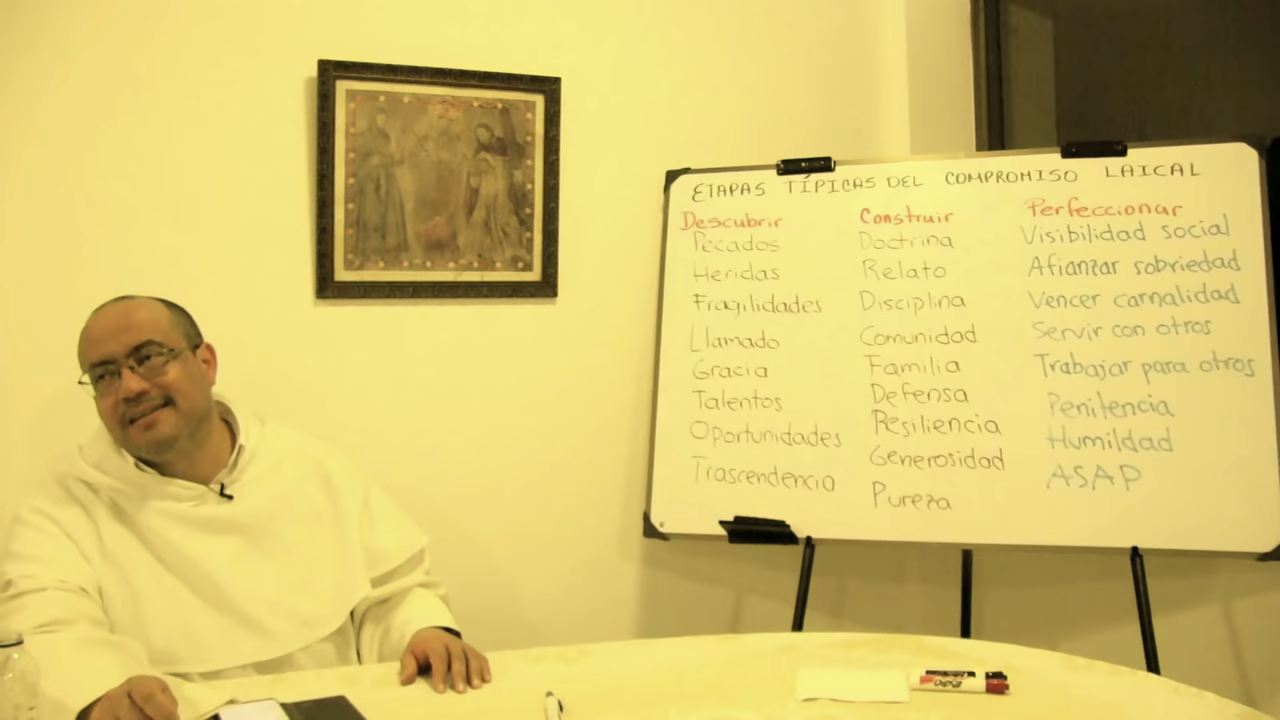 ETAPAS TÍPICAS DEL COMPROMISO LAICAL
Descubrir
Pecados
Heridas
Fragilidades
Llamado
Gracia
Talentos
Oportunidades
Trascendencia
Construir
Doctrina
Relato
Disciplina
Comunidad
Familia
Defensa
Resiliencia
Generosidad
Pureza
Perfeccionar
Visibilidad social
Afianzar sobriedad
Vencer carnalidad
Servir con otros
Trabajar para otros
Penitencia
Humildad
ASAP
EXPO